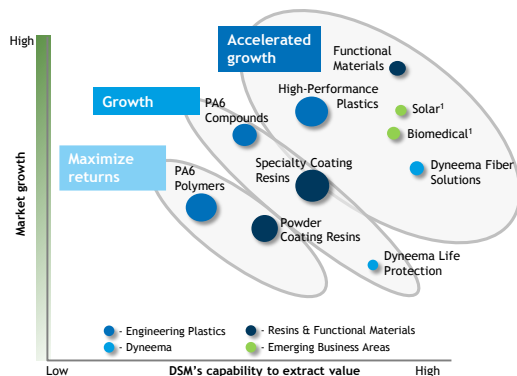 High
Accelerated
growth
Functional
Materials
High-Performance
Plastics
Growth
PA6
Compounds
Solar¹
Biomedical¹
Maximize
returns
Specialty Coating
Resins
Dyneema Fiber
Solutions
PA6
Polymers
Powder
Coating Resins
Dyneema Life
Protection
Market growth
- Engineering Plastics
- Resins & Functional Materials
- Dyneema
- Emerging Business Areas
Low
DSM's capability to extract value
High